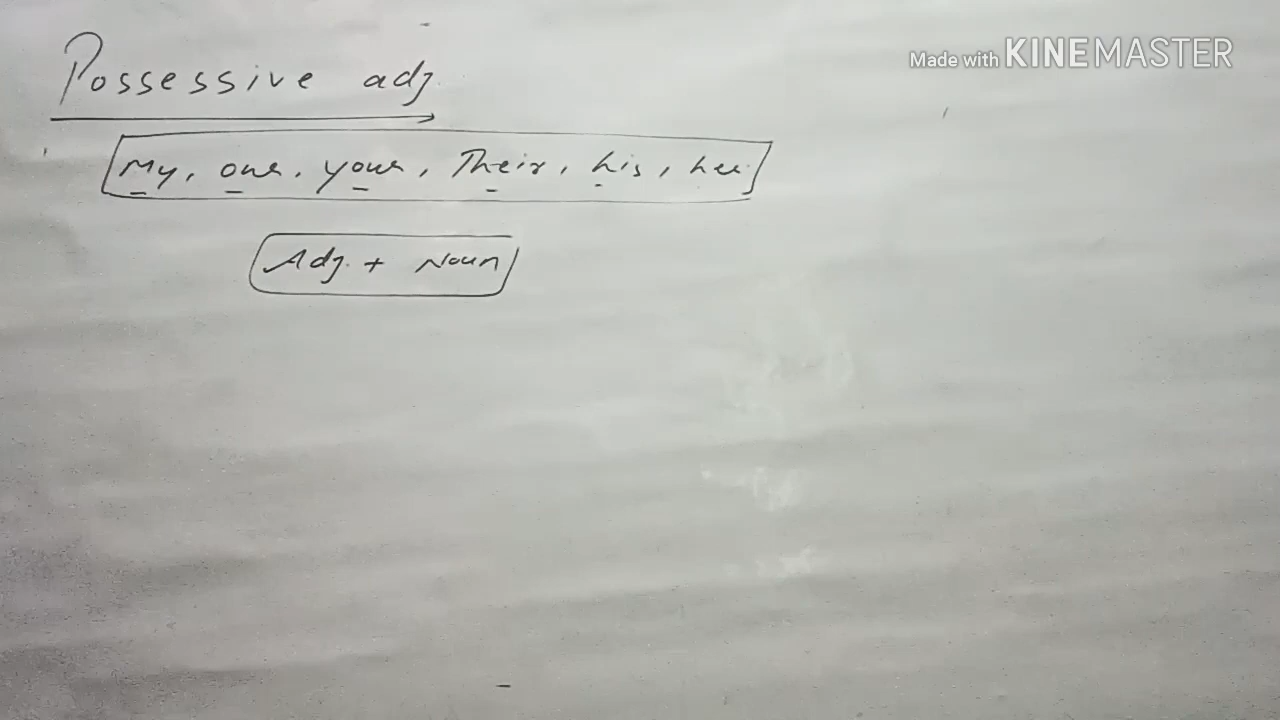 Possessive adj.
Made with KINEMASTER
My, our, your, Their, his, her
Adj. + Noun